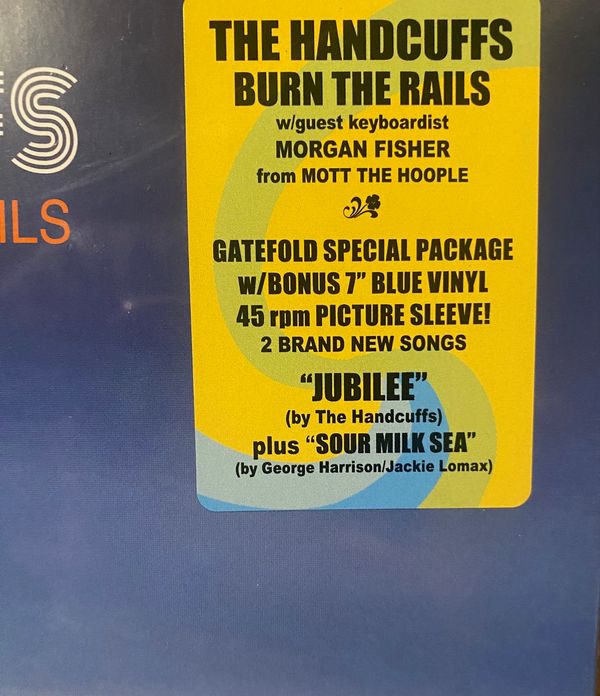 S
ILS
THE HANDCUFFS
BURN THE RAILS
w/guest keyboardist
MORGAN FISHER
from MOTT THE HOOPLE
GATEFOLD SPECIAL PACKAGE
w/BONUS 7” BLUE VINYL
45 rpm PICTURE SLEEVE!
2 BRAND NEW SONGS
“JUBILEE”
(by The Handcuffs)
plus “SOUR MILK SEA”
(by George Harrison/Jackie Lomax)